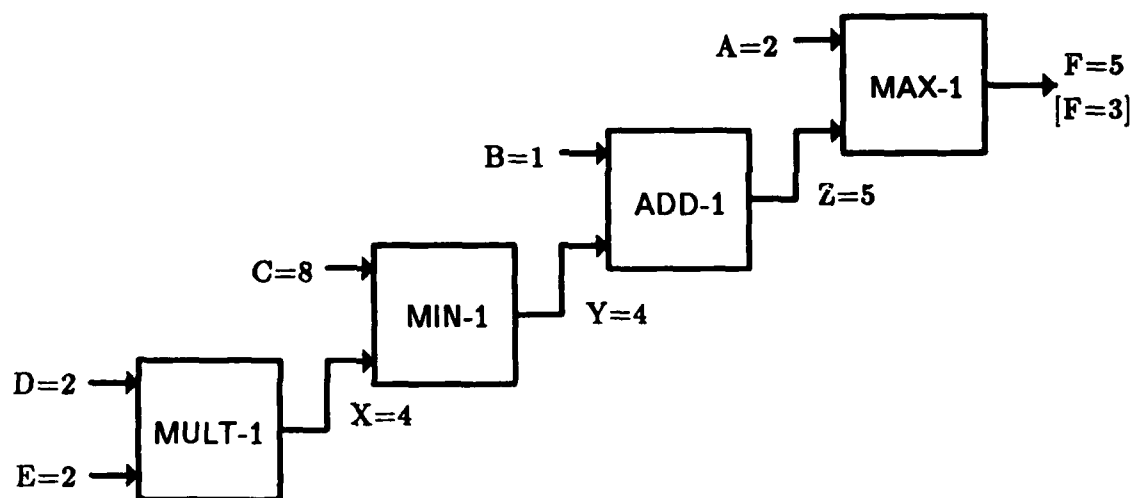 A=2
MAX-1
F=5
[F=3]
B=1
ADD-1
Z=5
C=8
MIN-1
Y=4
D=2
MULT-1
X=4
E=2